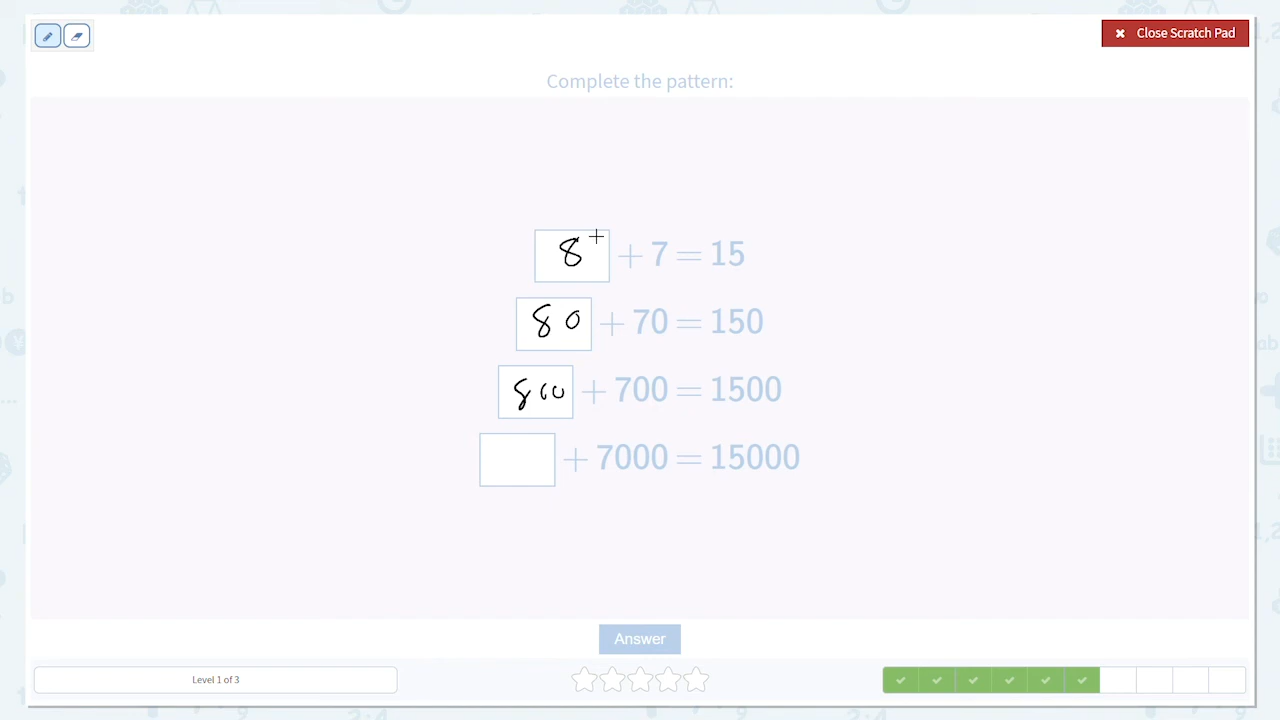 Close Scratch Pad
Complete the pattern:
8 + 7 = 15
80 + 70 = 150
800 + 700 = 1500
+ 7000 = 15000
Answer
Level 1 of 3